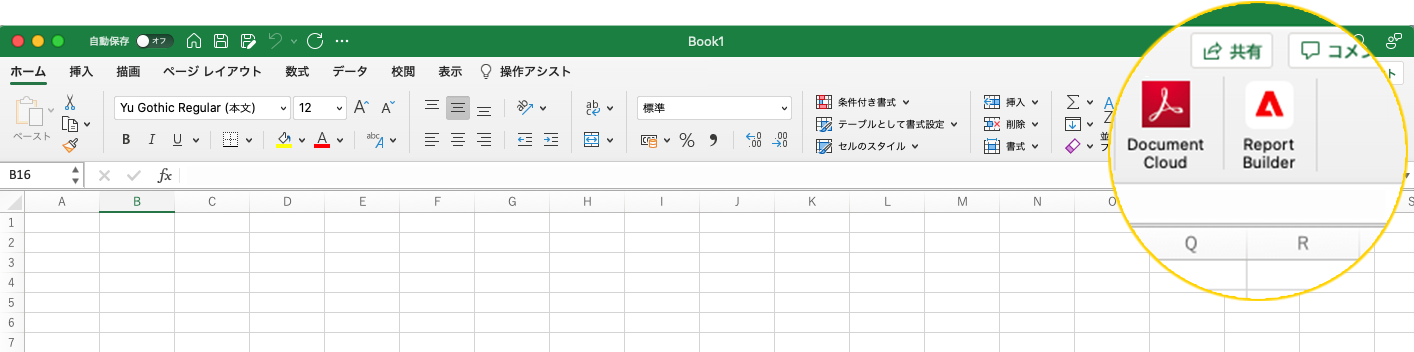 自動保存 オフ Book1
共有 コメン
ホーム 挿入 描画 ページ レイアウト 数式 データ 校閲 表示 操作アシスト ト
Yu Gothic Regular (本文) 12 標準 条件付き書式 挿入
ペースト テーブルとして書式設定 削除
B I U セルのスタイル 書式 並
フ
Document
Cloud
Report
Builder
B16 fx
A B C D E F G H I J K L M N O Q R S
1
2
3
4
5
6
7